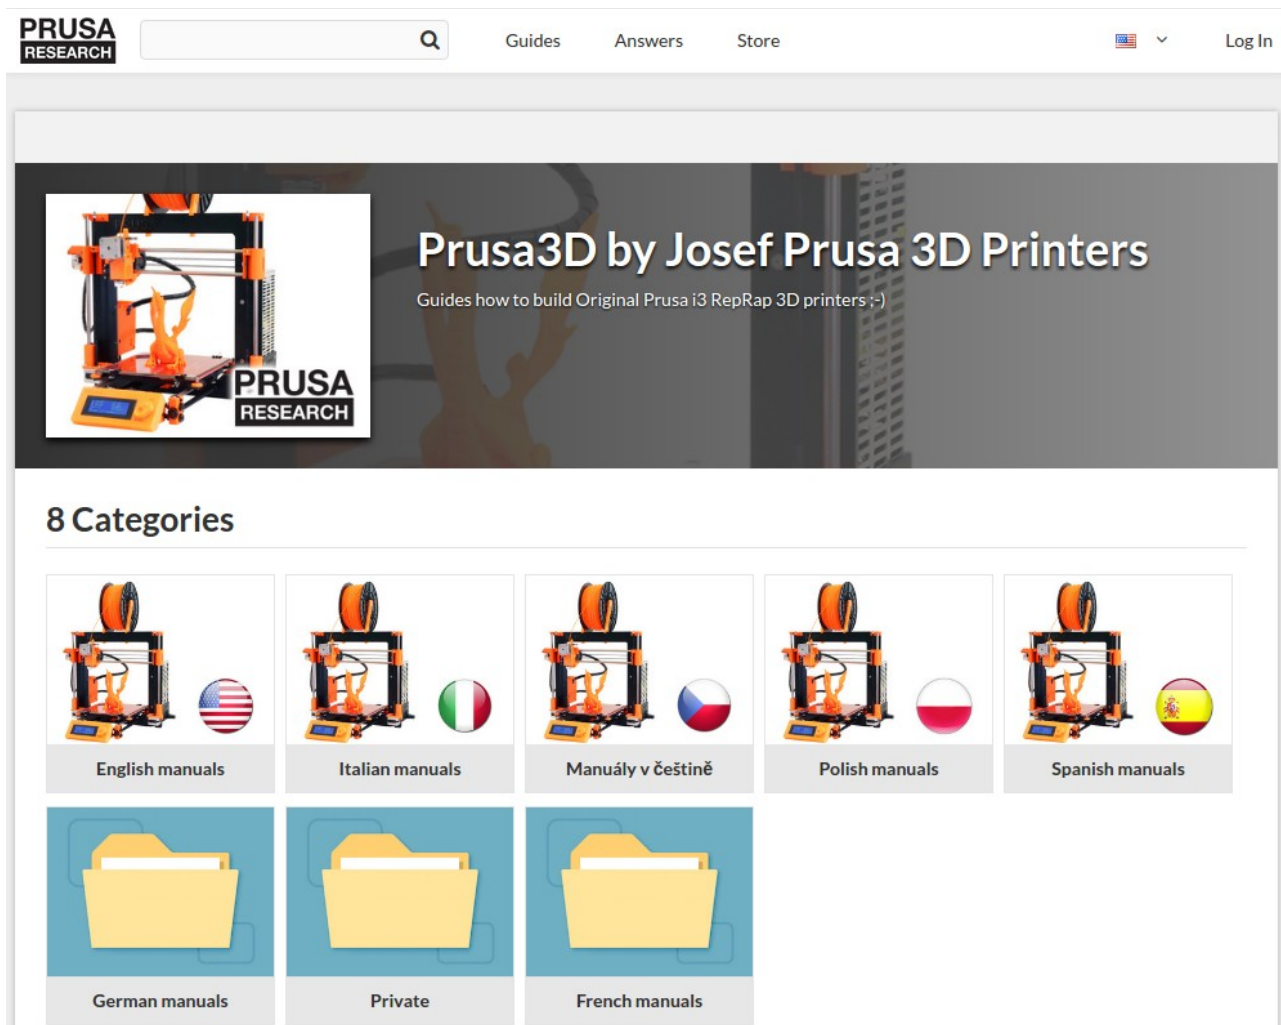 PRUSA
RESEARCH
Guides
Answers
Store
Log In
Prusa3D by Josef Prusa 3D Printers
Guides how to build Original Prusa i3 RepRap 3D printers ;-)
PRUSA
RESEARCH
8 Categories
English manuals
Italian manuals
Manuály v češtině
Polish manuals
Spanish manuals
German manuals
Private
French manuals